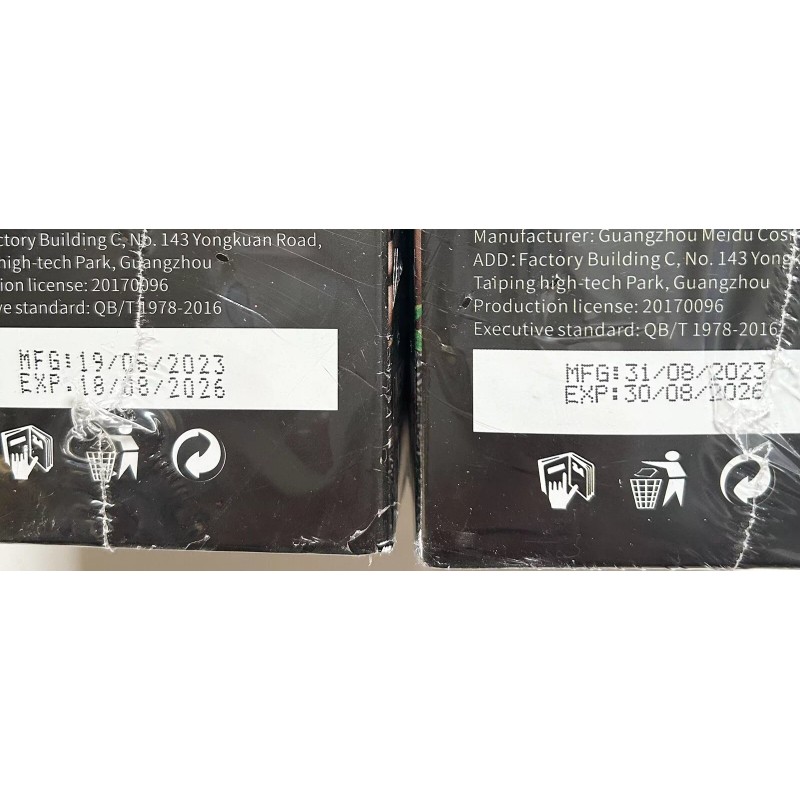 ctory Building C, No. 143 Yongkuan Road,
high-tech Park, Guangzhou
ion license: 20170096
ve standard: QB/T 1978-2016
MFG:19/08/2023
EXP:18/08/2026
Manufacturer: Guangzhou Meidu Cos
ADD: Factory Building C, No. 143 Yongk
Taiping high-tech Park, Guangzhou
Production license: 20170096
Executive standard: QB/T 1978-2016
MFG:31/08/2023
EXP:30/08/2026